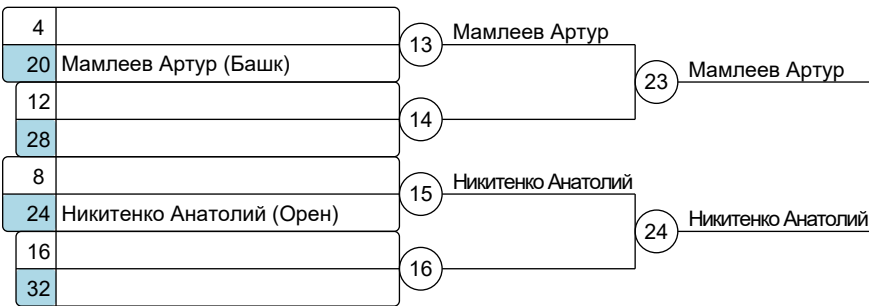 4
20 Мамлеев Артур (Башк)
12
28
8
24 Никитенко Анатолий (Орен)
16
32
13 Мамлеев Артур
14
15 Никитенко Анатолий
16
23 Мамлеев Артур
24 Никитенко Анатолий